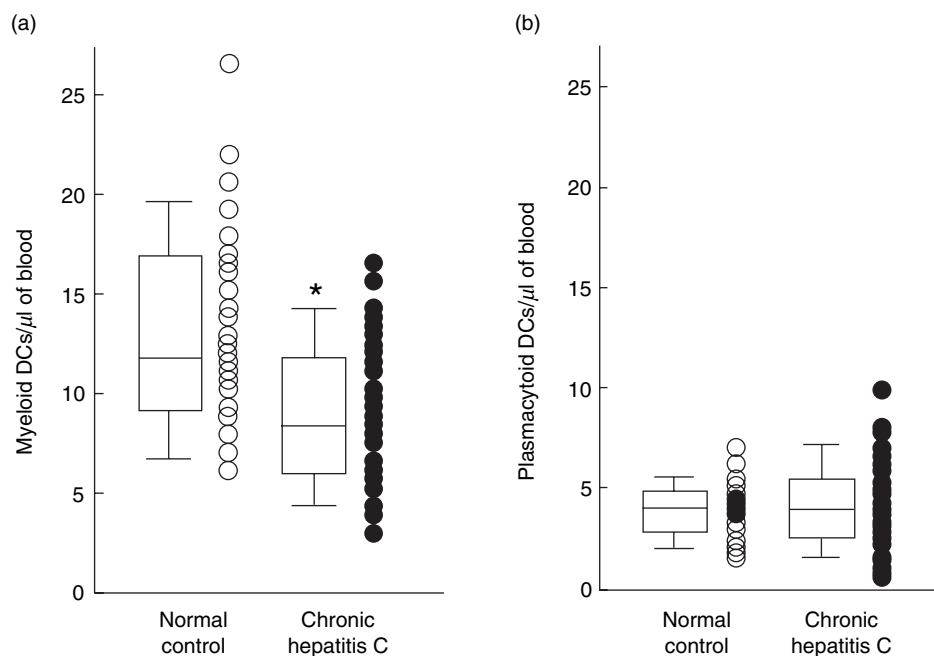 (a)
Myeloid DCs/μl of blood
25
20
15
10
5
0
*
Normal
control
Chronic
hepatitis C
(b)
Plasmacytoid DCs/μl of blood
25
20
15
10
5
0
Normal
control
Chronic
hepatitis C